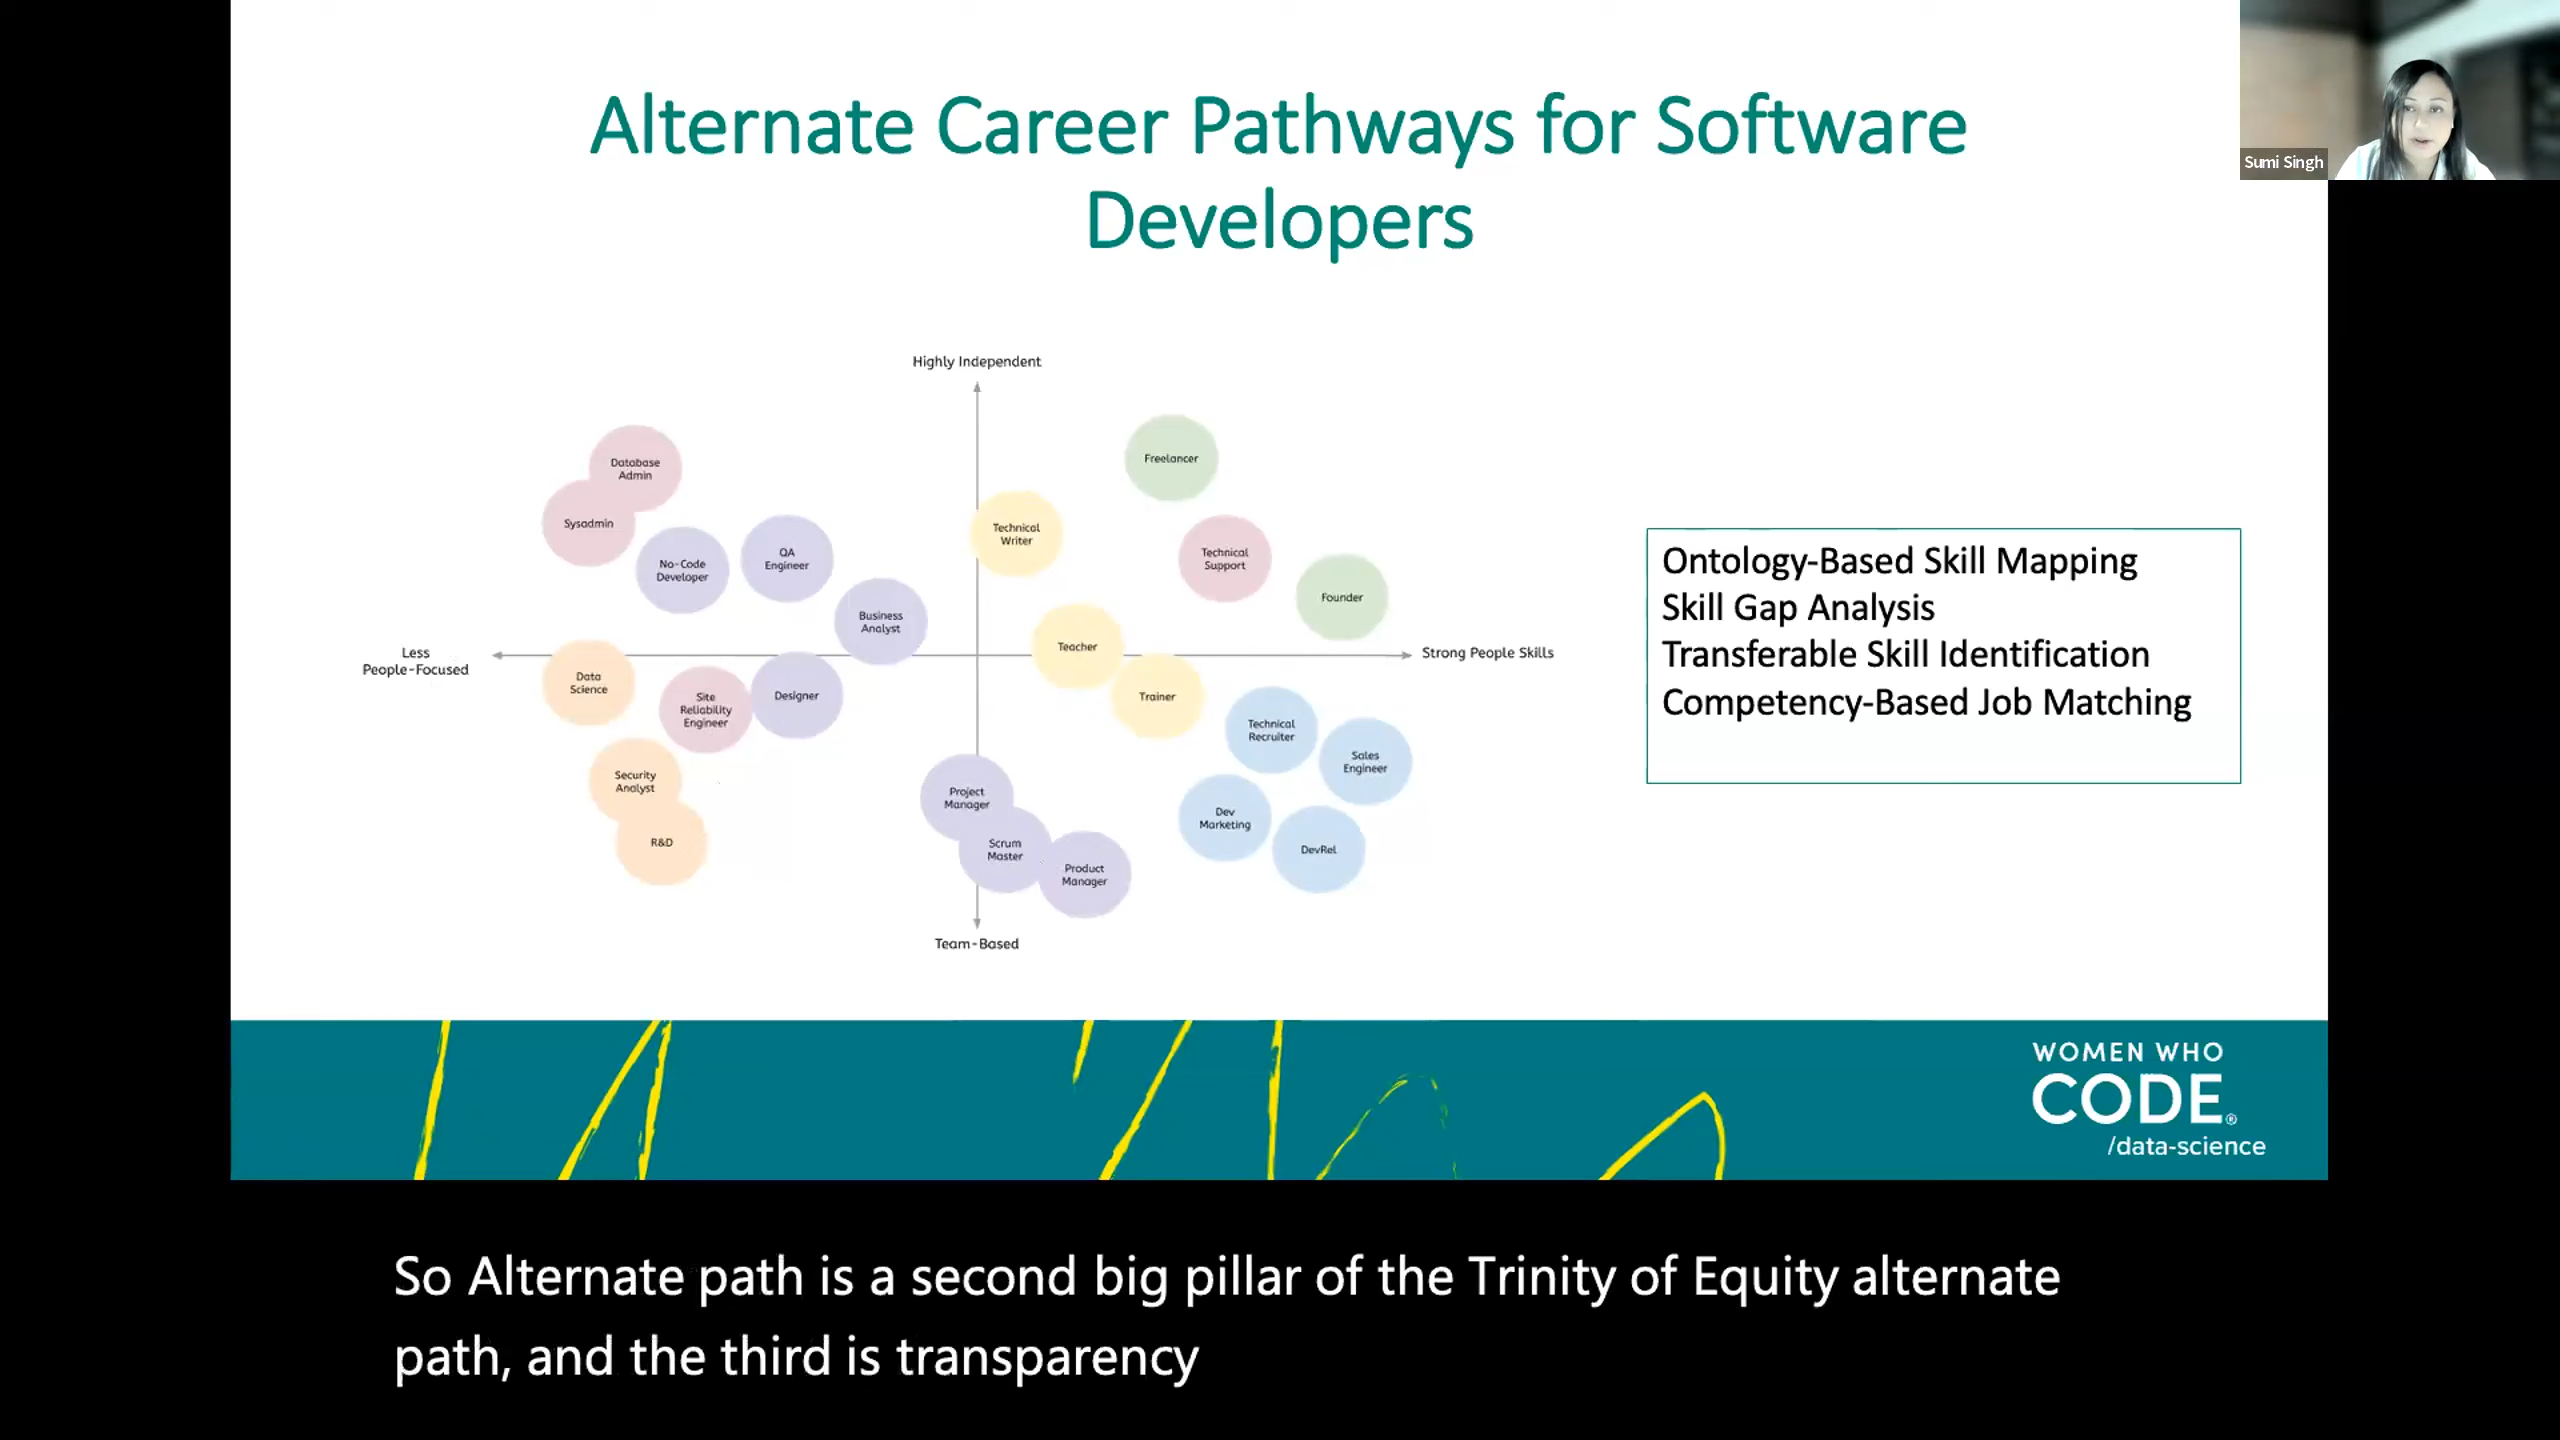 Alternate Career Pathways for Software
Developers
Sumi Singh
Highly Independent
Database
Admin
Freelancer
Sysadmin
Technical
Writer
No-Code
Developer
QA
Engineer
Technical
Support
Founder
Business
Analyst
Less
People-Focused
Teacher
Strong People Skills
Data
Science
Site
Reliability
Engineer
Designer
Trainer
Technical
Recruiter
Sales
Engineer
Security
Analyst
Project
Manager
Dev
Marketing
R&D
Scrum
Master
DevRel
Product
Manager
Team-Based
Ontology-Based Skill Mapping
Skill Gap Analysis
Transferable Skill Identification
Competency-Based Job Matching
WOMEN WHO
CODE®
/data-science
So Alternate path is a second big pillar of the Trinity of Equity alternate
path, and the third is transparency